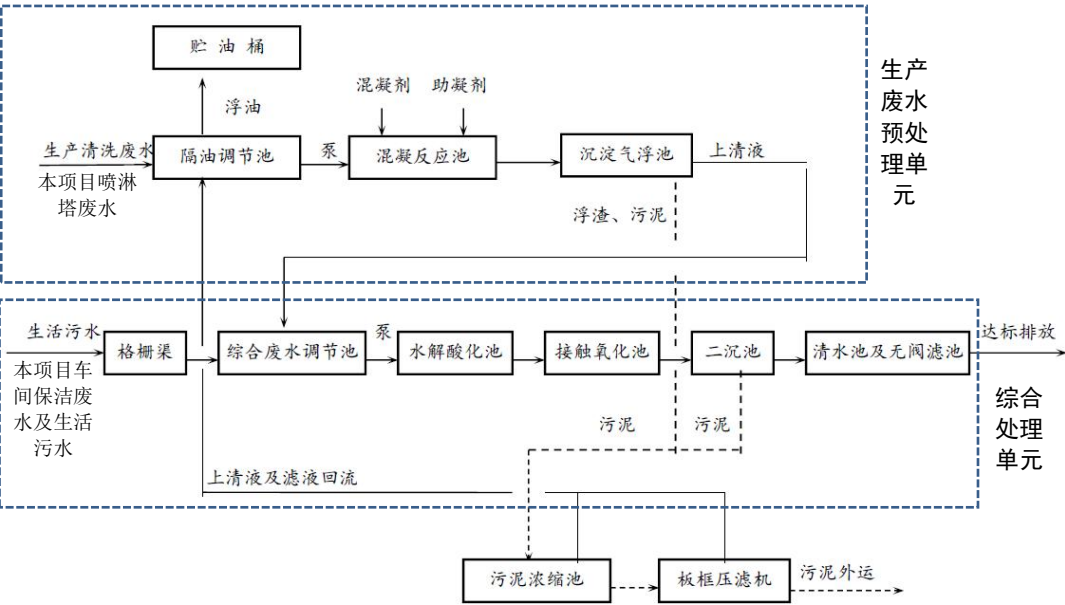 贮 油 桶
浮油
混凝剂
助凝剂
生产清洗废水
隔油调节池
泵
混凝反应池
沉淀气浮池
上清液
本项目喷淋
塔废水
浮渣、污泥
生产
废水
预处
理单
元
生活污水
格栅渠
综合废水调节池
泵
水解酸化池
接触氧化池
二沉池
清水池及无阀滤池
达标排放
本项目车
间保洁废
水及生活
污水
污泥
污泥
综合
处理
单元
上清液及滤液回流
污泥浓缩池
板框压滤机
污泥外运